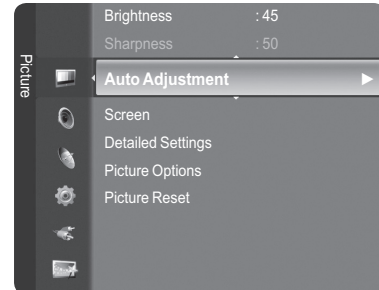 Picture
Brightness : 45
Sharpness : 50
Auto Adjustment
Screen
Detailed Settings
Picture Options
Picture Reset